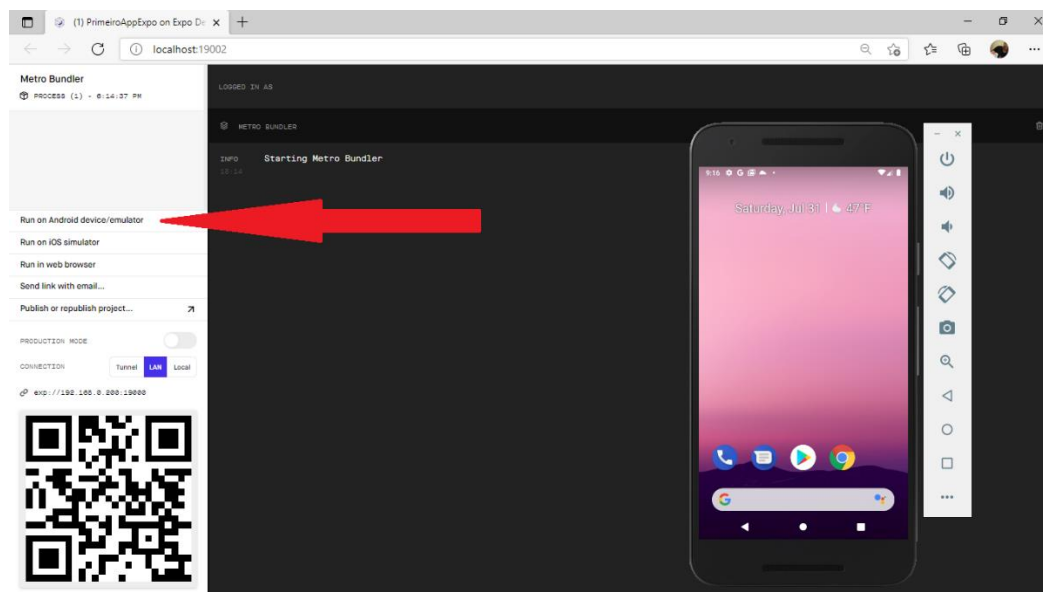 (1) PrimeiroAppExpo on Expo De
localhost:19002
Metro Bundler
PROCESS (1) - 6:14:37 PM
LOGGED IN AS
METRO BUNDLER
INFO Starting Metro Bundler
18:14
Run on Android device/emulator
Run on iOS simulator
Run in web browser
Send link with email...
Publish or republish project...
PRODUCTION MODE
CONNECTION Tunnel LAN Local
exp://192.168.0.200:19000
9:16 G
Saturday, Jul 31 | 47°F
G